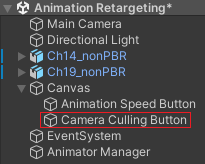 Animation Retargeting*
Main Camera
Directional Light
Ch14_nonPBR
Ch19_nonPBR
Canvas
Animation Speed Button
Camera Culling Button
EventSystem
Animator Manager